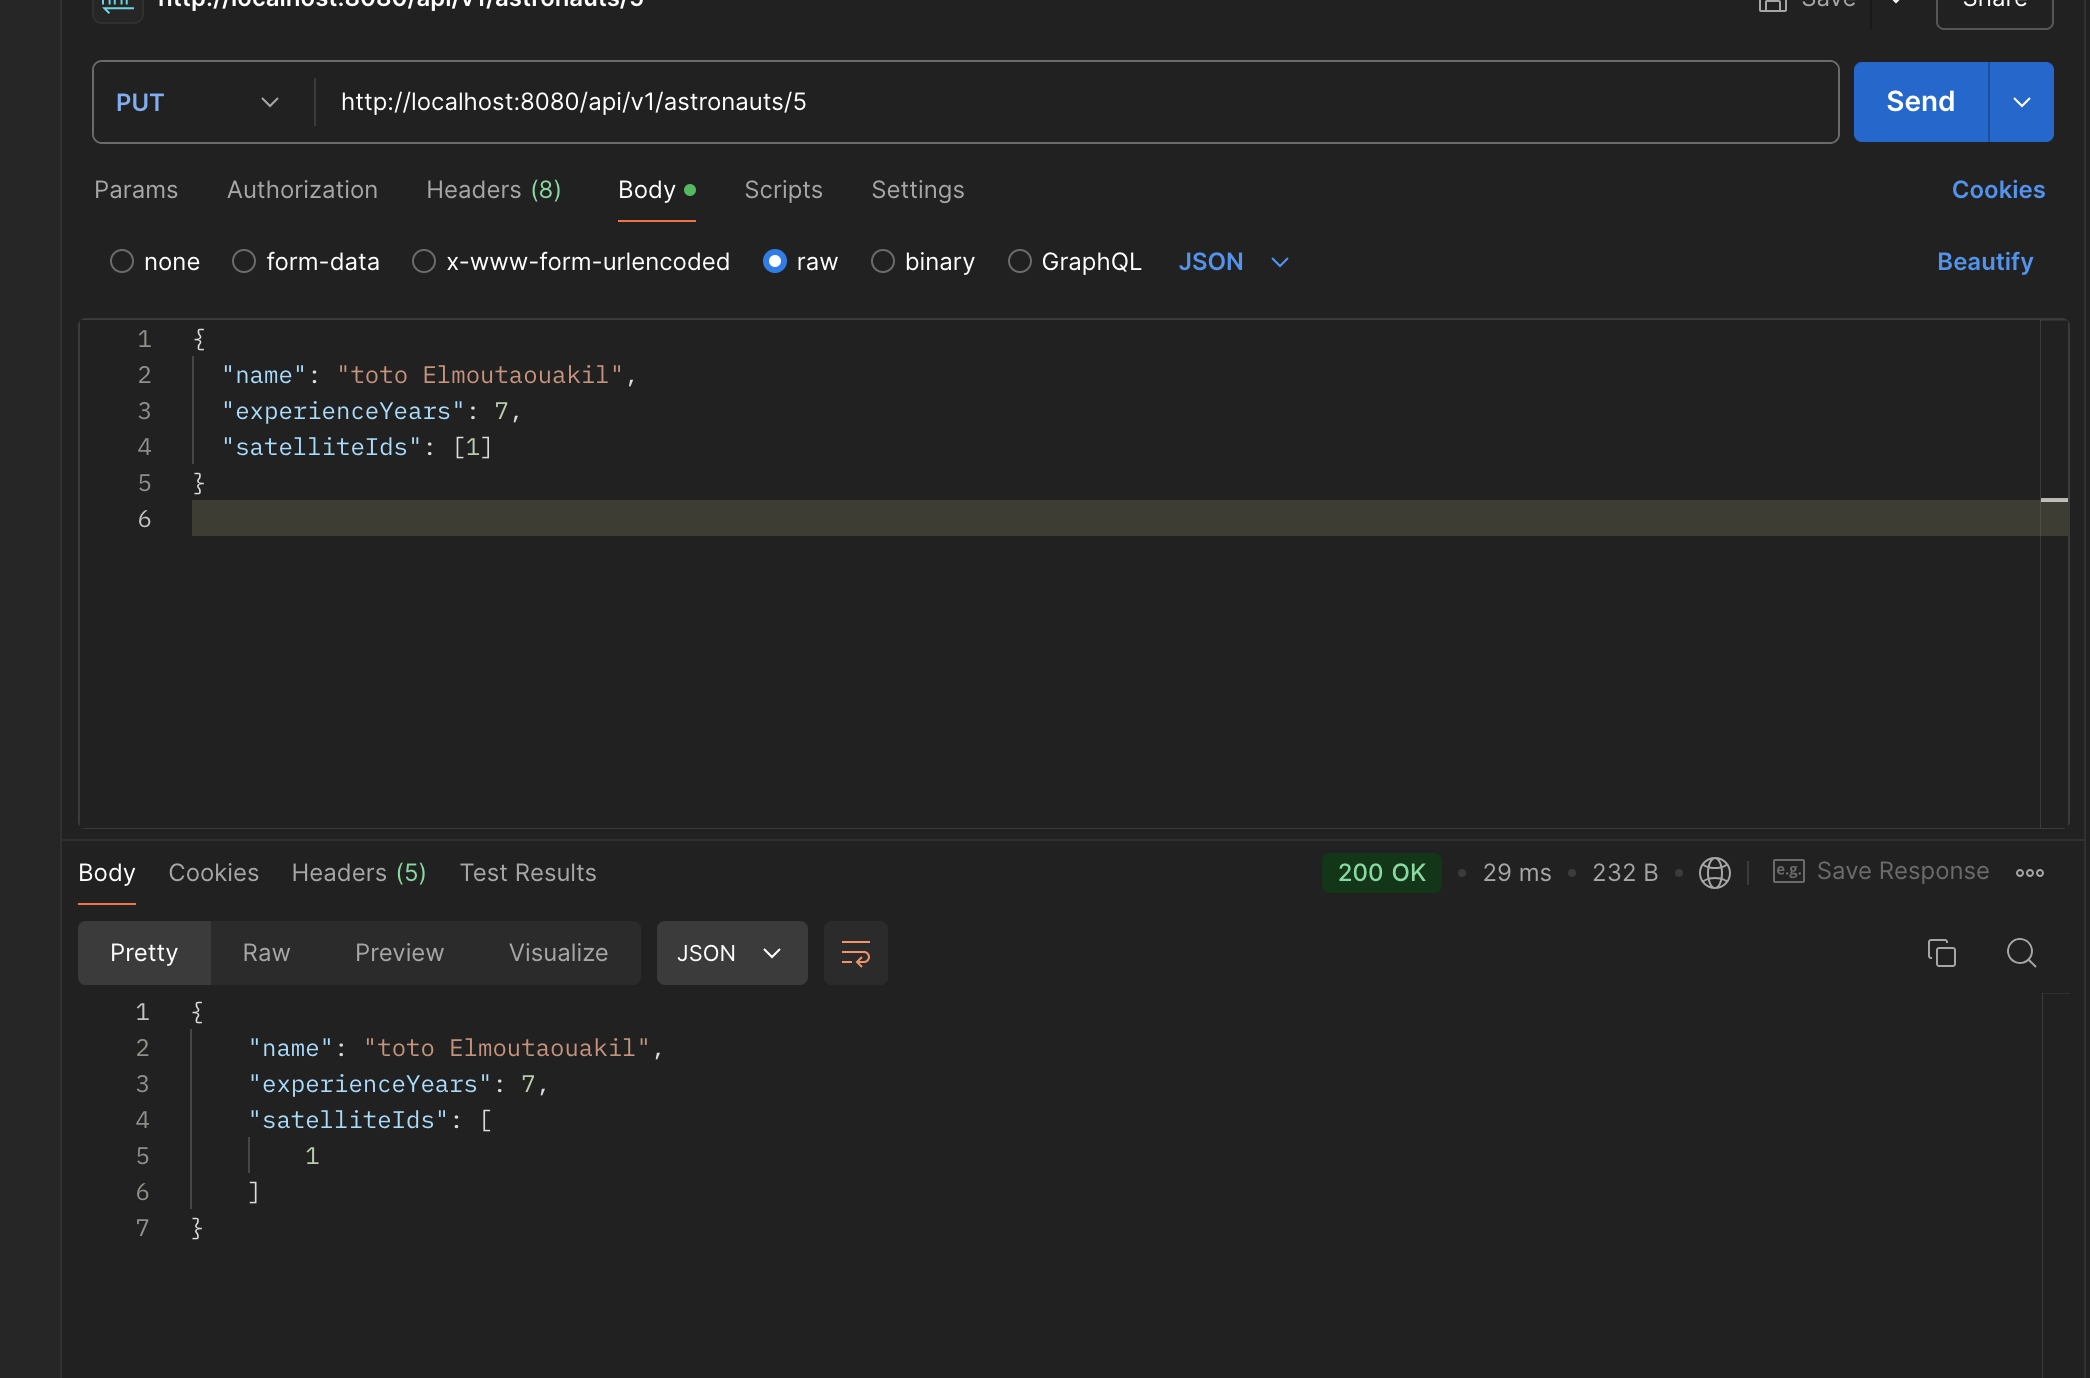 http://localhost:8080/api/v1/astronauts/5 Save Share
PUT http://localhost:8080/api/v1/astronauts/5 Send
Params Authorization Headers (8) Body Scripts Settings Cookies
none form-data x-www-form-urlencoded raw binary GraphQL JSON Beautify
1 {
2 "name": "toto Elmoutaouakil",
3 "experienceYears": 7,
4 "satelliteIds": [1]
5 }
6
Body Cookies Headers (5) Test Results 200 OK • 29 ms • 232 B • e.g. Save Response
Pretty Raw Preview Visualize JSON
1 {
2 "name": "toto Elmoutaouakil",
3 "experienceYears": 7,
4 "satelliteIds": [
5 1
6 ]
7 }